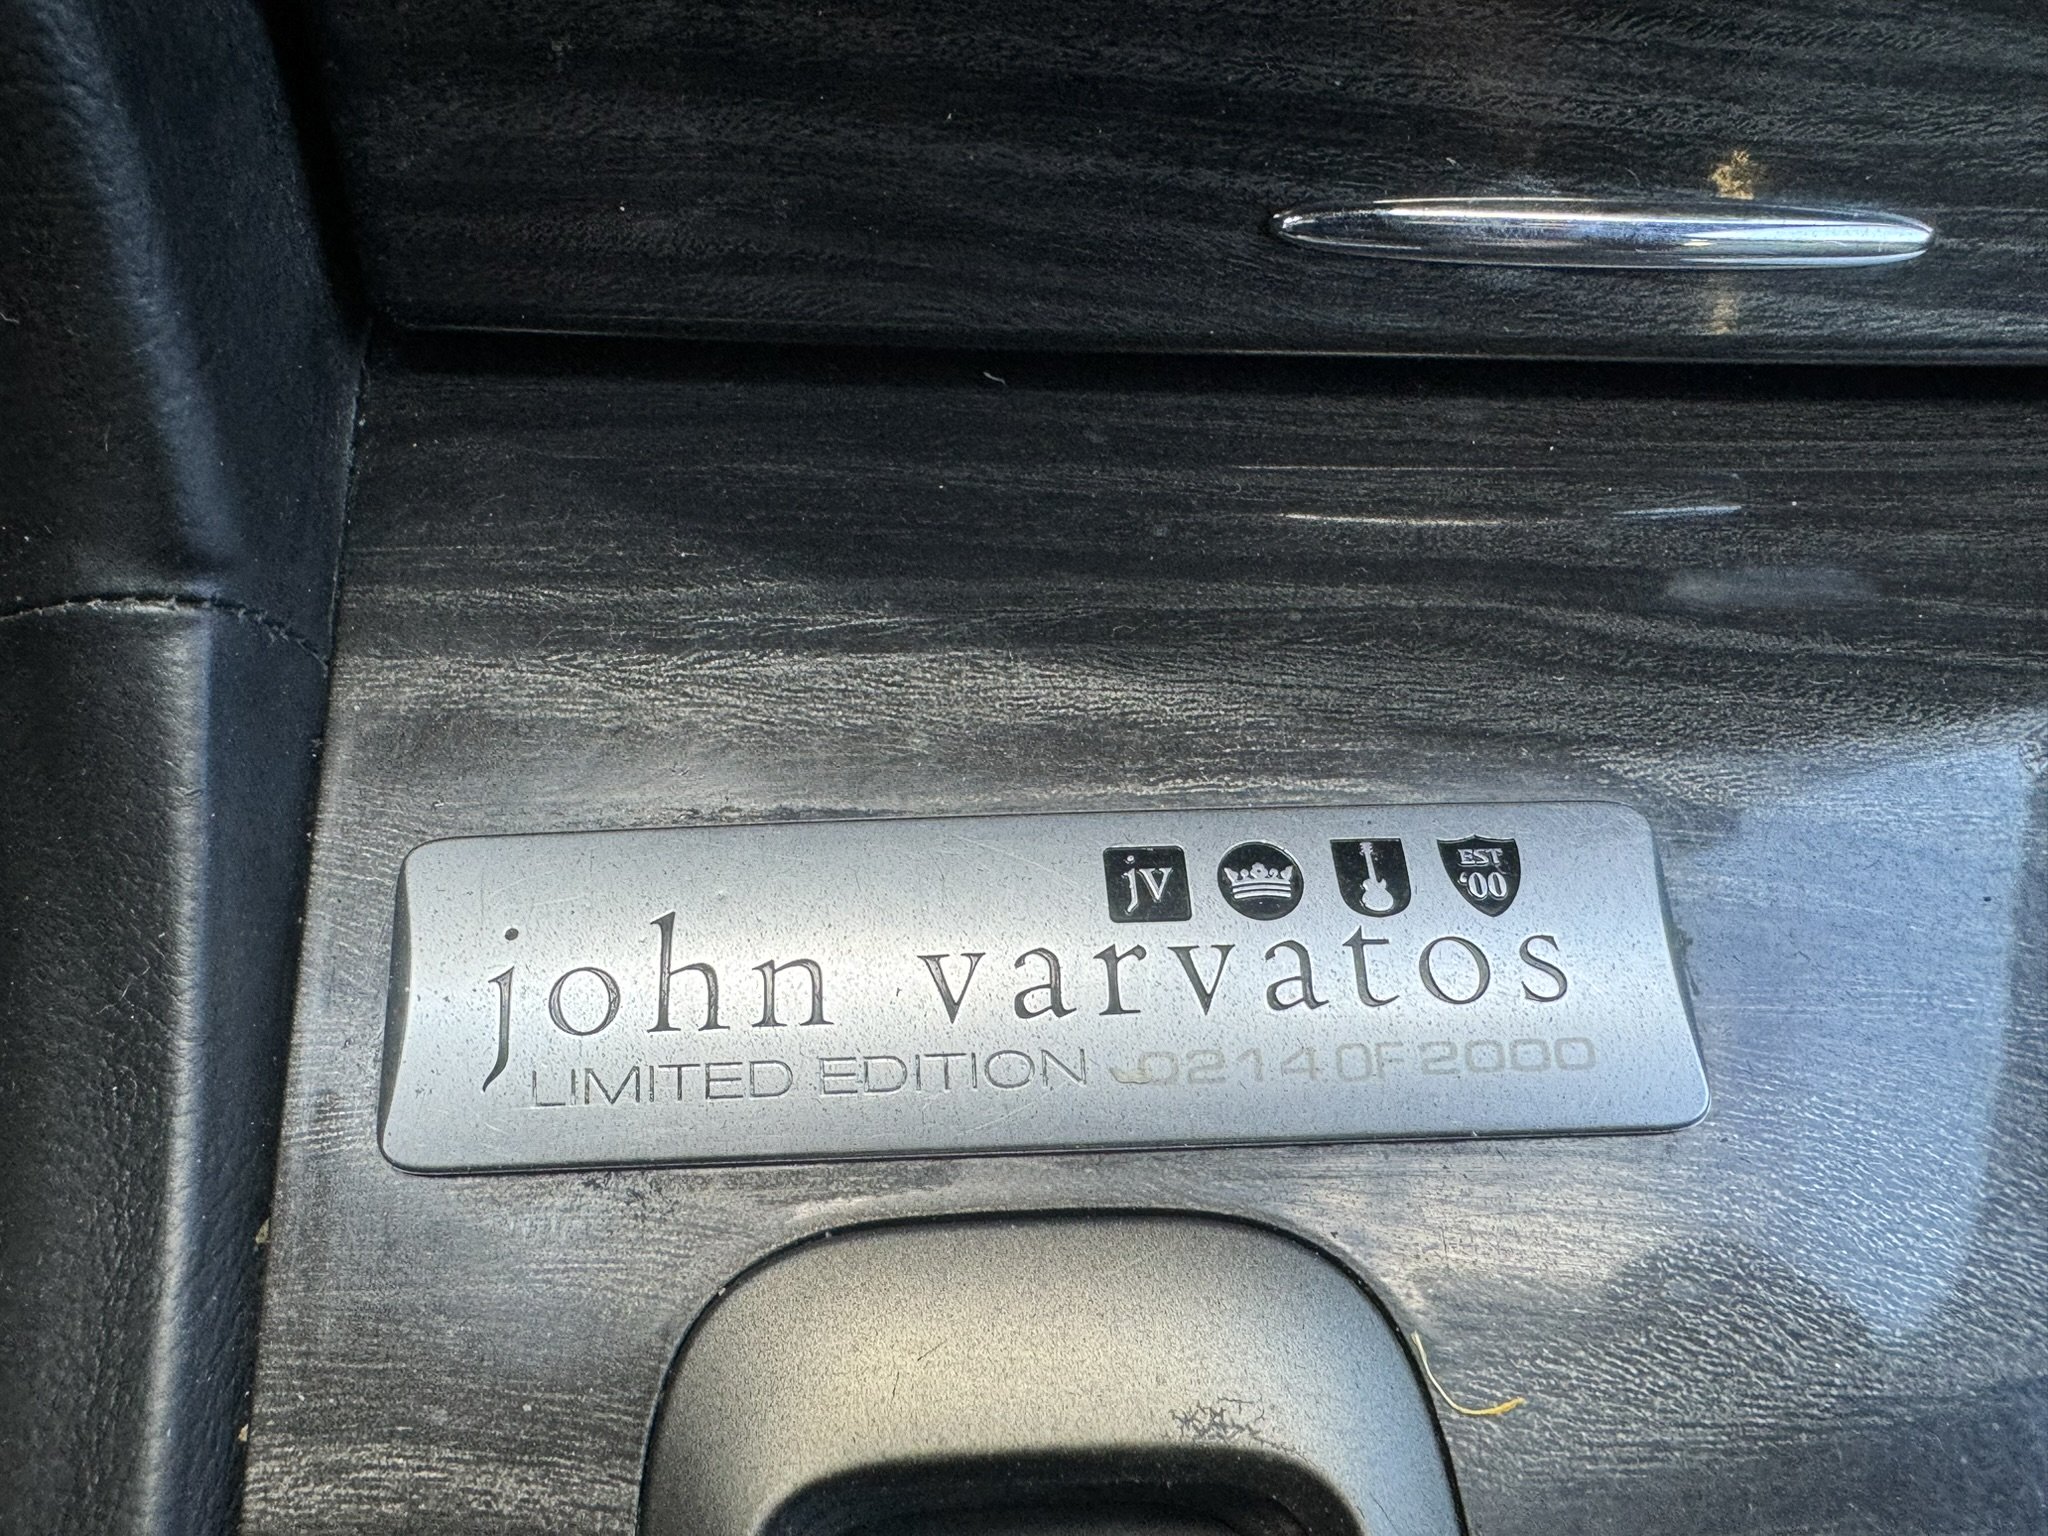 jv
EST
'00
john varvatos
LIMITED EDITION 0214 OF 2000